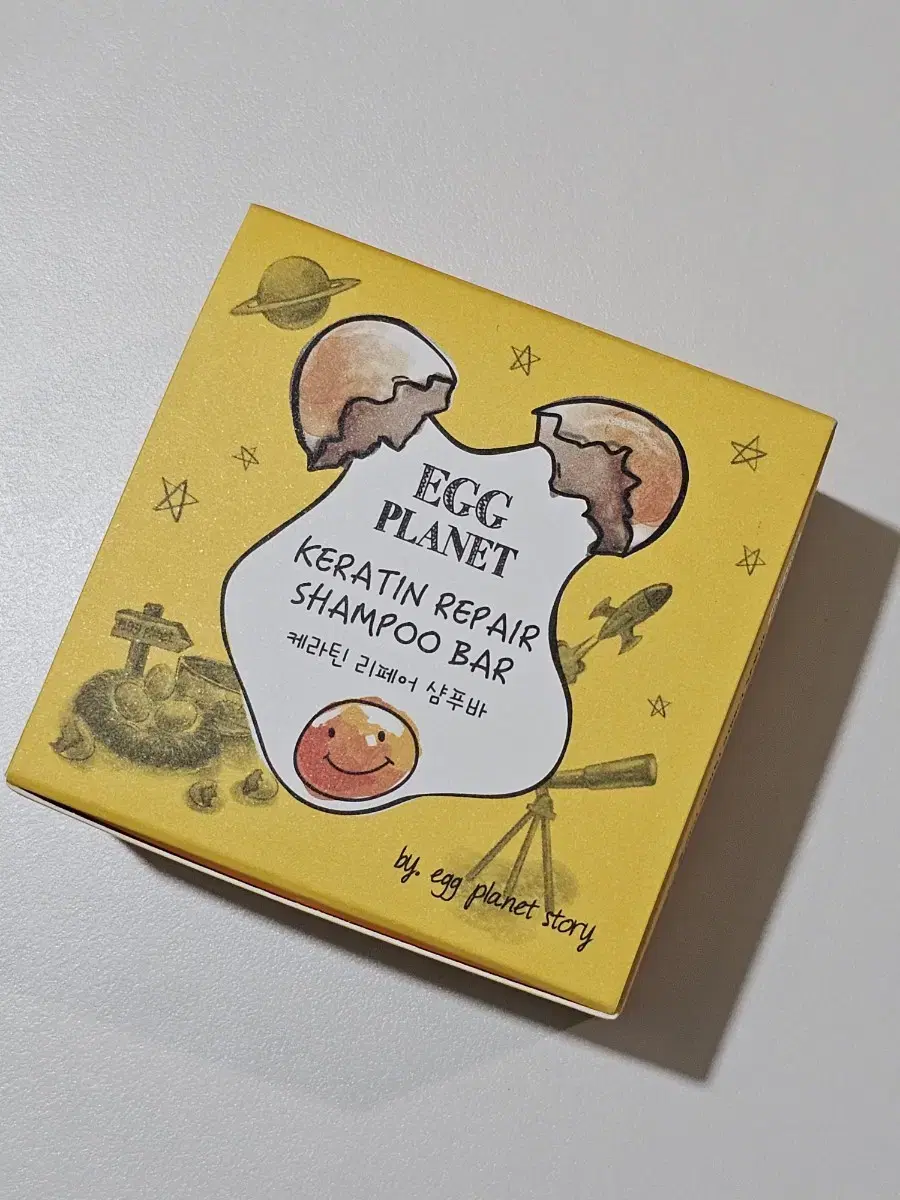 EGG
PLANET
KERATIN REPAIR
SHAMPOO BAR
케라틴 리페어 샴푸바
by. egg planet story